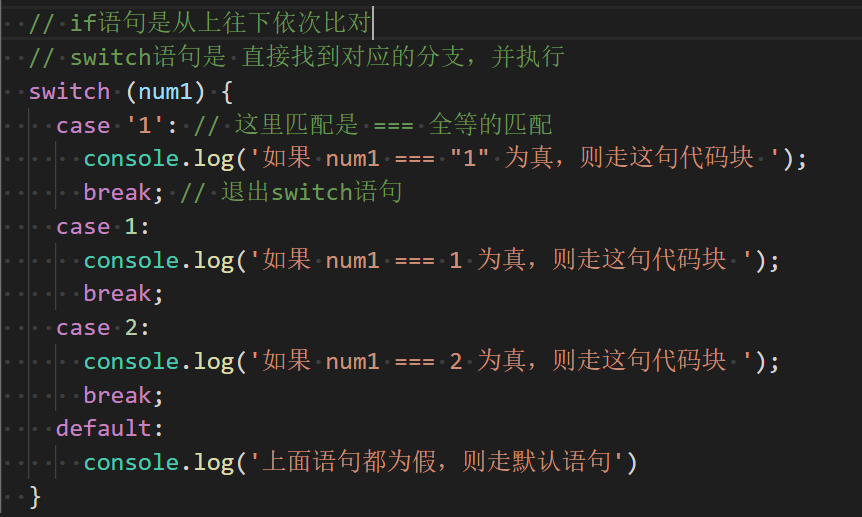 // if语句是从上往下依次比对
// switch语句是 直接找到对应的分支，并执行
switch (num1) {
case '1': // 这里匹配是 === 全等的匹配
console.log('如果 num1 === "1" 为真，则走这句代码块 ');
break; // 退出switch语句
case 1:
console.log('如果 num1 === 1 为真，则走这句代码块 ');
break;
case 2:
console.log('如果 num1 === 2 为真，则走这句代码块 ');
break;
default:
console.log('上面语句都为假，则走默认语句')
}